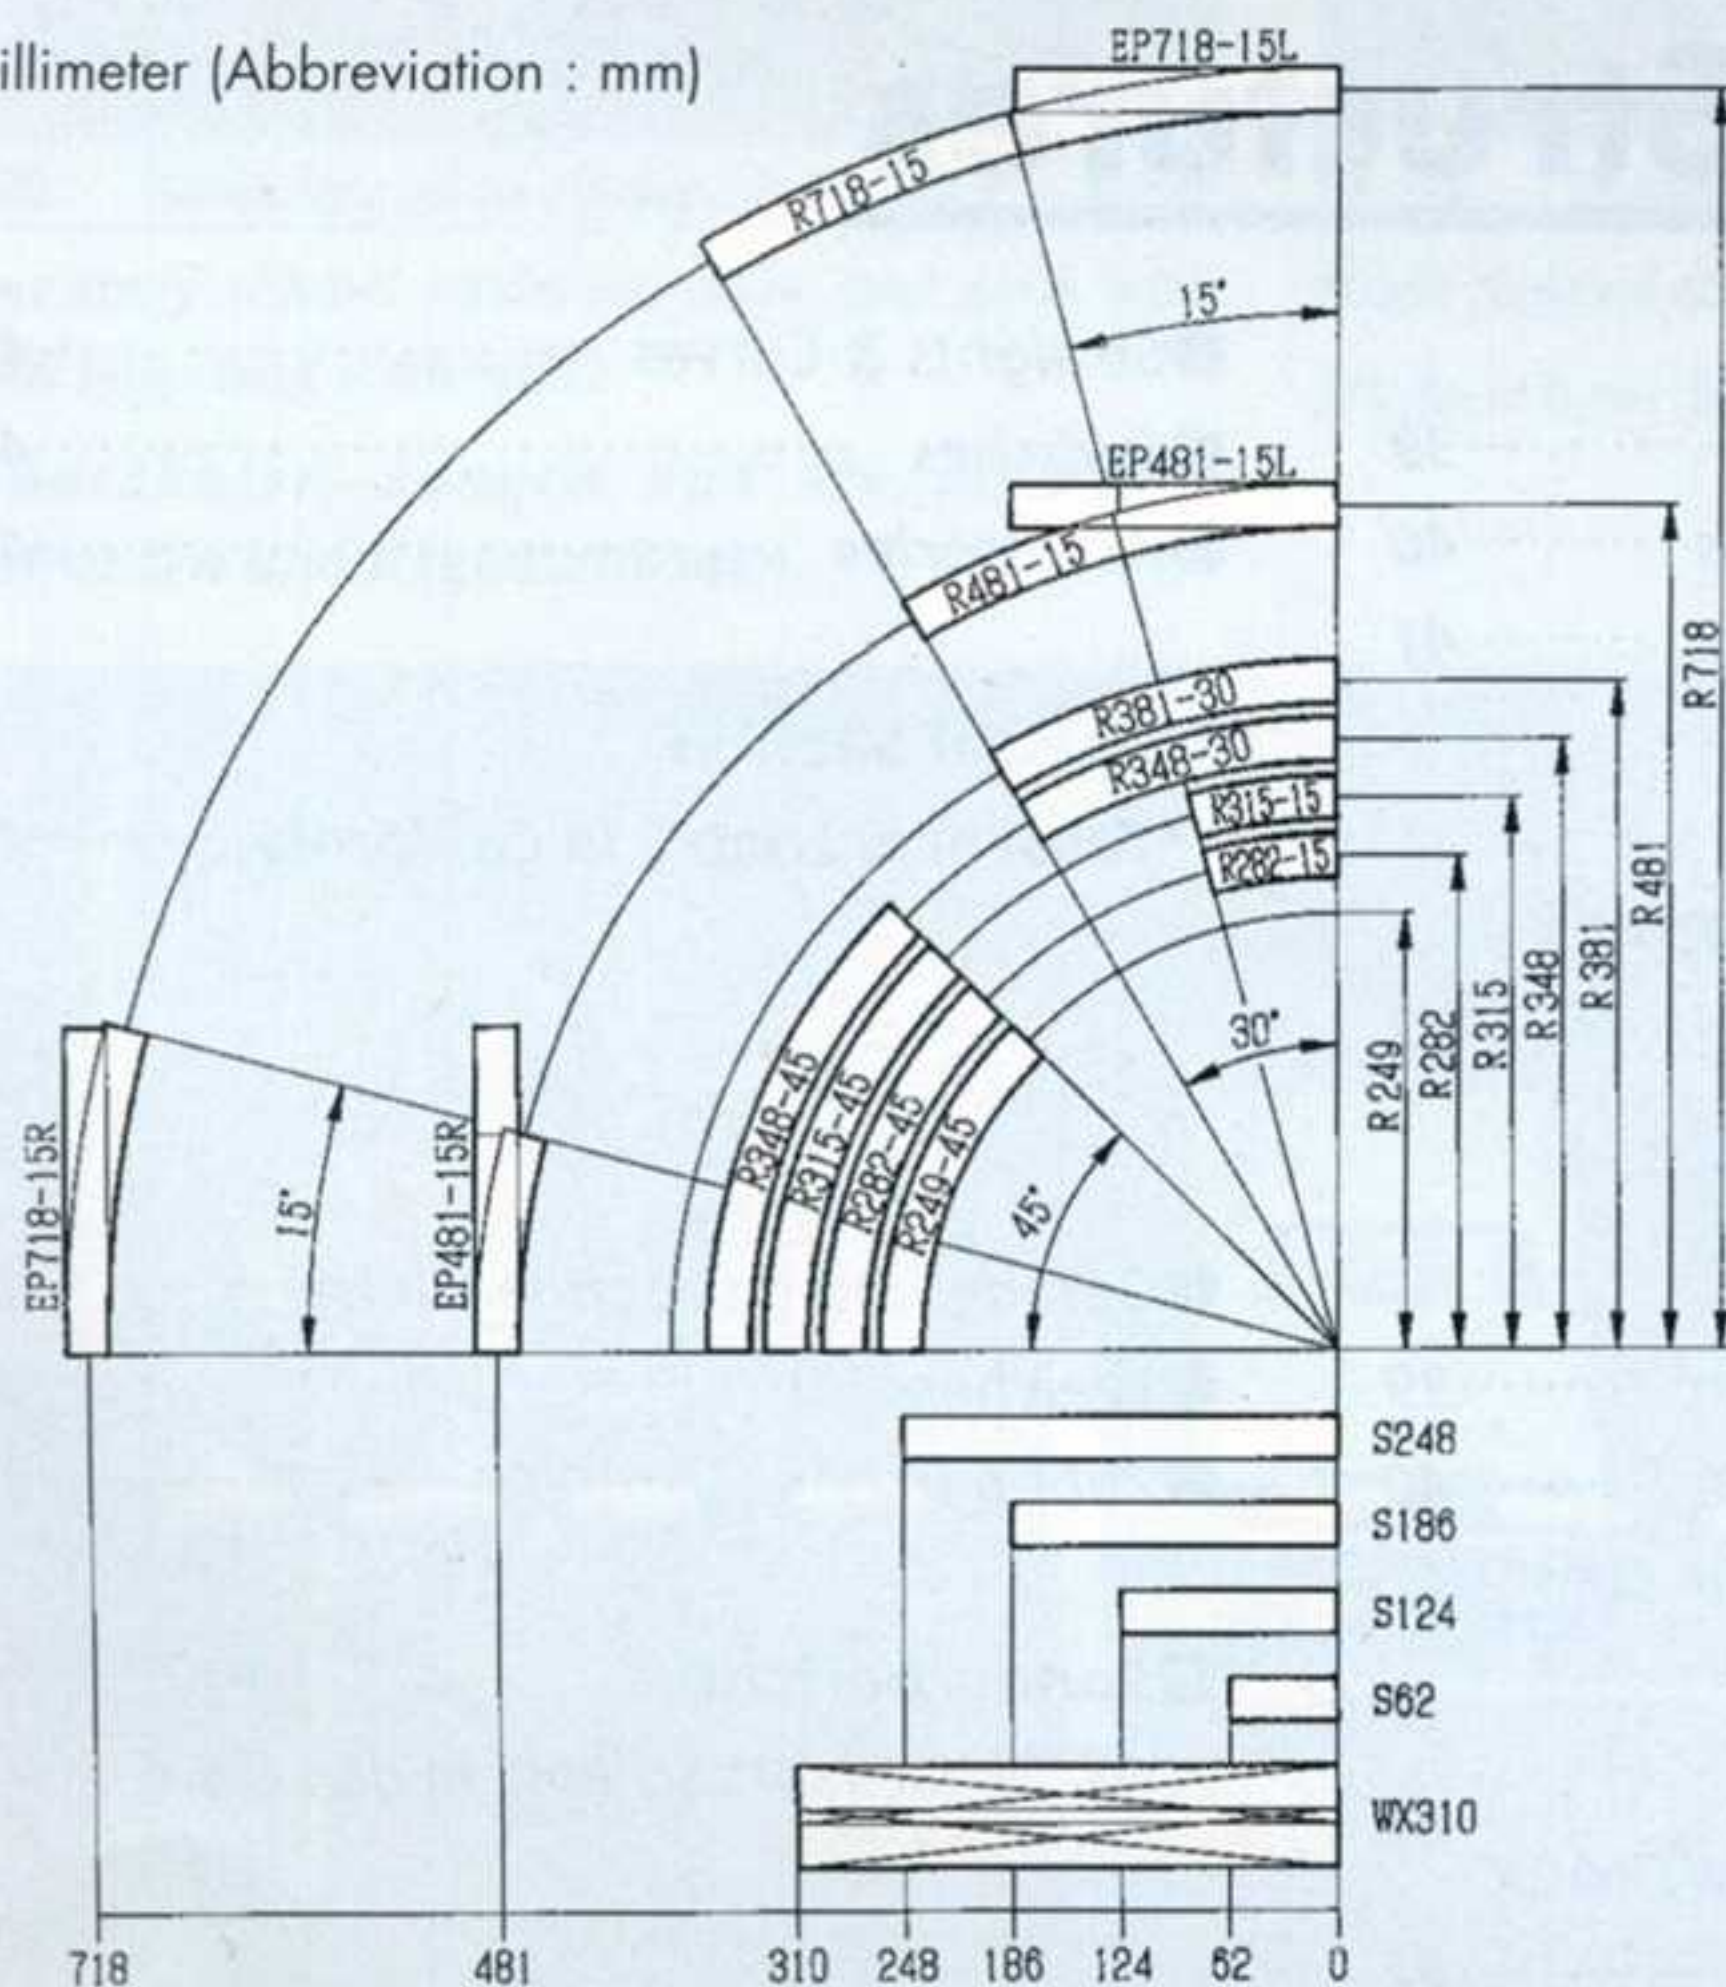 illimeter (Abbreviation : mm)
EP718-15L
R718-15
15°
EP481-15L
R481-15
R718
R381-30
R348-30
R315-15
R282-15
R481
R381
R348
R315
R282
R249
30°
R348-45
R315-45
R282-45
R249-45
45°
EP718-15R
15°
EP481-15R
S248
S186
S124
S62
WX310
718 481 310 248 186 124 62 0